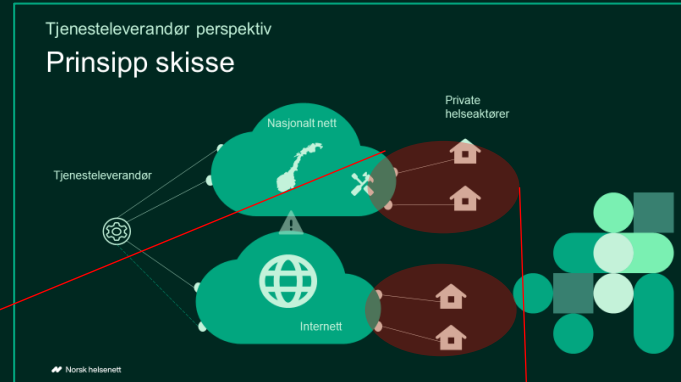 Tjenesteleverandør perspektiv
Prinsipp skisse
Private
helseaktører
Nasjonalt nett
Tjenesteleverandør
Internett
Norsk helsenett